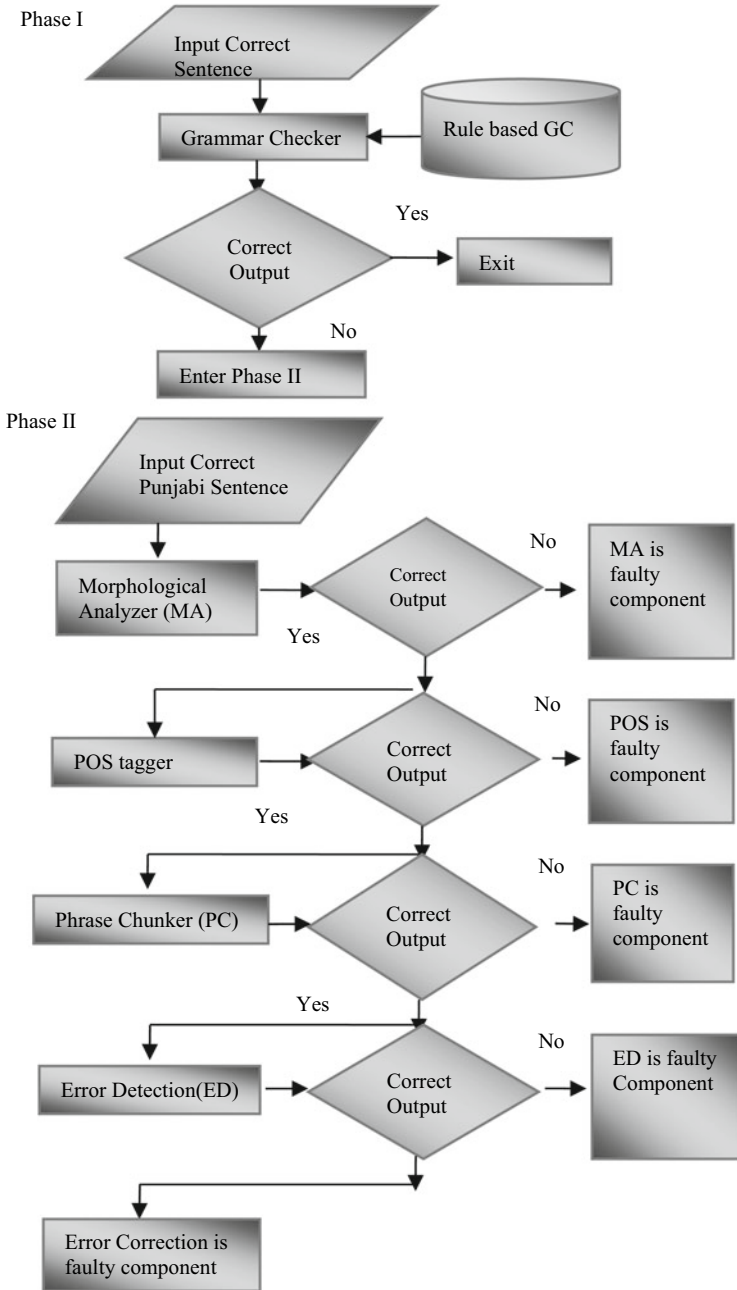 Phase I
Input Correct
Sentence
Grammar Checker
Rule based GC
Yes
Correct
Output
Exit
No
Enter Phase II
Phase II
Input Correct
Punjabi Sentence
No
MA is
faulty
component
Correct
Output
Morphological
Analyzer (MA)
Yes
No
POS is
faulty
component
Correct
Output
POS tagger
Yes
No
PC is
faulty
component
Correct
Output
Phrase Chunker (PC)
Yes
No
ED is faulty
Component
Correct
Output
Error Detection(ED)
Error Correction is
faulty component